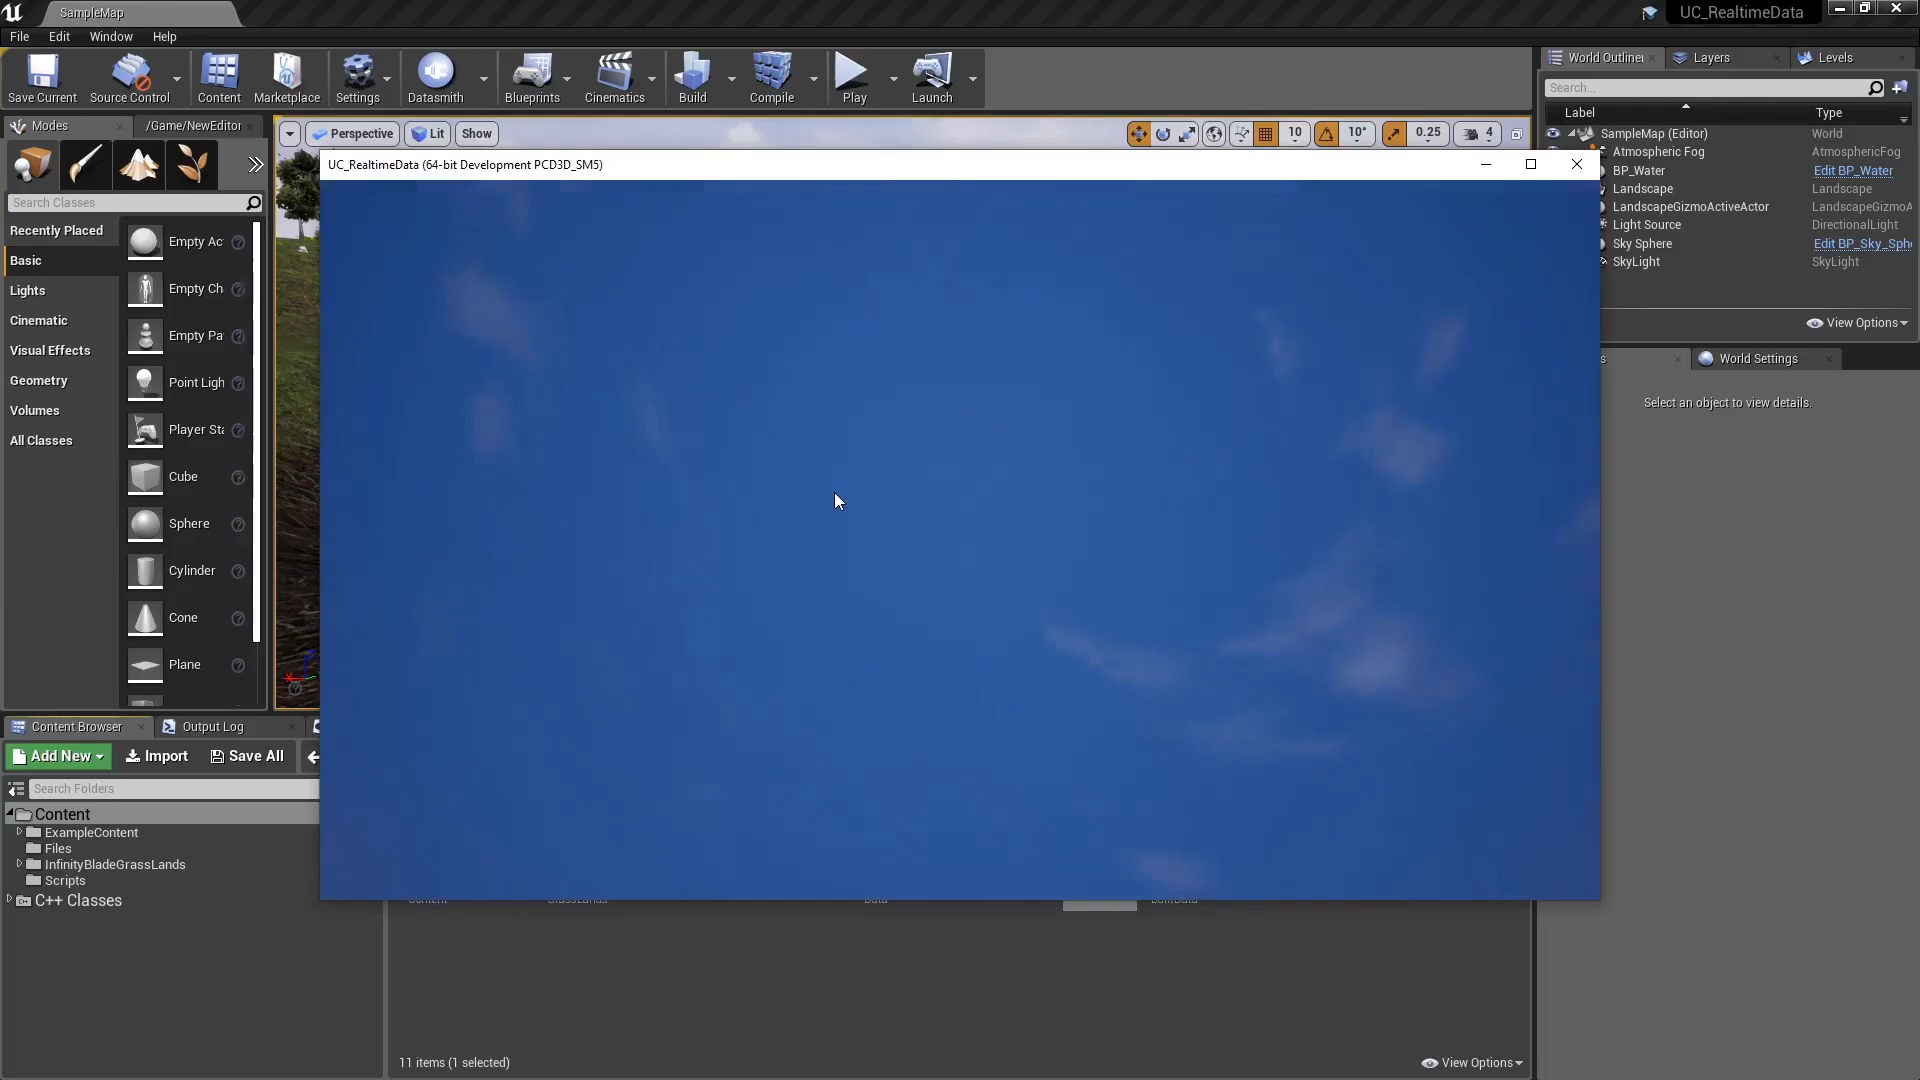 SampleMap
UC_RealtimeData
File Edit Window Help
Save Current
Source Control
Content
Marketplace
Settings
Datasmith
Blueprints
Cinematics
Build
Compile
Play
Launch
World Outliner
Layers
Levels
Search...
Label Type
SampleMap (Editor) World
Atmospheric Fog AtmosphericFog
BP_Water Edit BP_Water
Landscape Landscape
LandscapeGizmoActiveActor LandscapeGizmoA
Light Source DirectionalLight
Sky Sphere Edit BP_Sky_Sph
SkyLight SkyLight
View Options
World Settings
Select an object to view details.
Modes
/Game/NewEditor
Search Classes
Recently Placed
Basic
Lights
Cinematic
Visual Effects
Geometry
Volumes
All Classes
Empty Ac
Empty Ch
Empty Pa
Point Ligh
Player Sta
Cube
Sphere
Cylinder
Cone
Plane
Perspective
Lit
Show
10
10°
0.25
4
UC_RealtimeData (64-bit Development PCD3D_SM5)
Content Browser
Output Log
Add New
Import
Save All
Search Folders
Content
ExampleContent
Files
InfinityBladeGrassLands
Scripts
C++ Classes
11 items (1 selected)
View Options